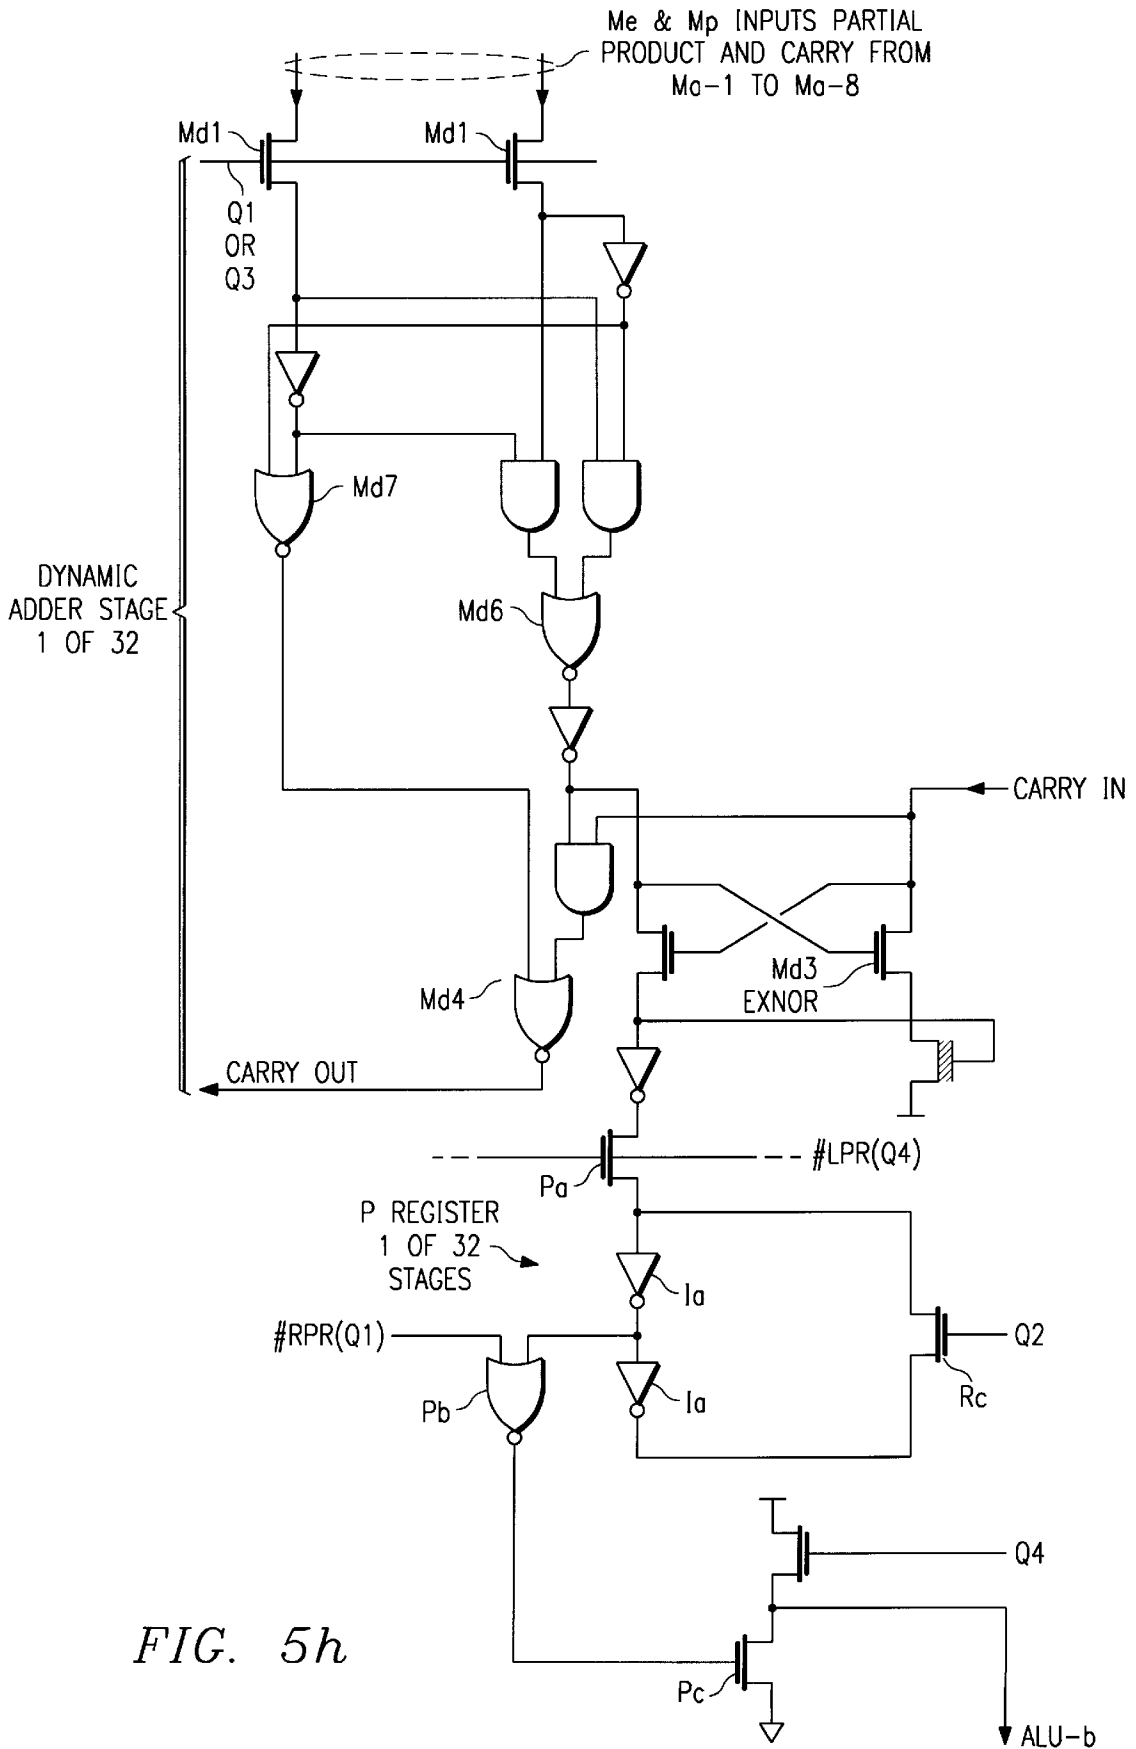 Me & Mp INPUTS PARTIAL
PRODUCT AND CARRY FROM
Ma-1 TO Ma-8
Md1
Md1
Q1
OR
Q3
Md7
DYNAMIC
ADDER STAGE
1 OF 32
Md6
CARRY IN
Md3
EXNOR
Md4
CARRY OUT
#LPR(Q4)
Pa
P REGISTER
1 OF 32
STAGES
Ia
#RPR(Q1)
Q2
Ia
Rc
Pb
Q4
FIG. 5h
Pc
ALU-b